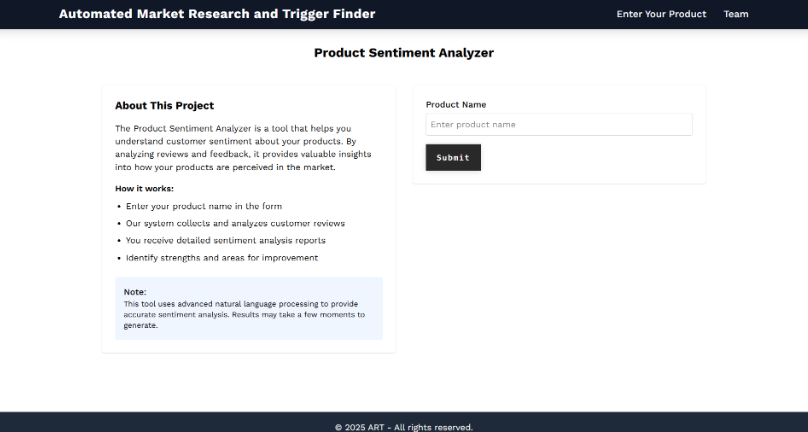 Automated Market Research and Trigger Finder
Enter Your Product
Team
Product Sentiment Analyzer
About This Project
The Product Sentiment Analyzer is a tool that helps you
understand customer sentiment about your products. By
analyzing reviews and feedback, it provides valuable insights
into how your products are perceived in the market.
How it works:
• Enter your product name in the form
• Our system collects and analyzes customer reviews
• You receive detailed sentiment analysis reports
• Identify strengths and areas for improvement
Note:
This tool uses advanced natural language processing to provide
accurate sentiment analysis. Results may take a few moments to
generate.
Product Name
Enter product name
Submit
© 2025 ART - All rights reserved.